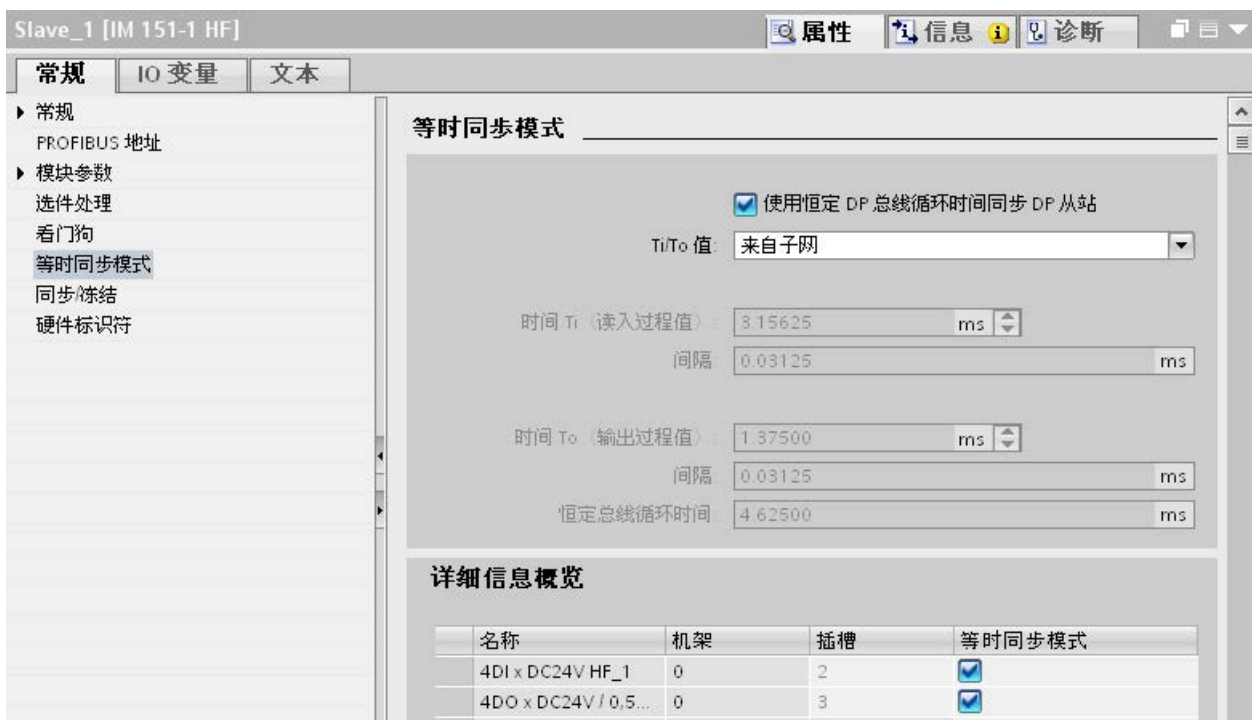 Slave_1 [IM 151-1 HF] 属性 信息 诊断
常规 IO 变量 文本
常规
PROFIBUS 地址
模块参数
选件处理
看门狗
等时同步模式
同步/冻结
硬件标识符
等时同步模式
使用恒定 DP 总线循环时间同步 DP 从站
Ti/To 值: 来自子网
时间 Ti（读入过程值）: 3.15625 ms
间隔: 0.03125 ms
时间 To（输出过程值）: 1.37500 ms
间隔: 0.03125 ms
恒定总线循环时间: 4.62500 ms
详细信息概览
名称 机架 插槽 等时同步模式
4DI x DC24V HF_1 0 2
4DO x DC24V / 0,5... 0 3